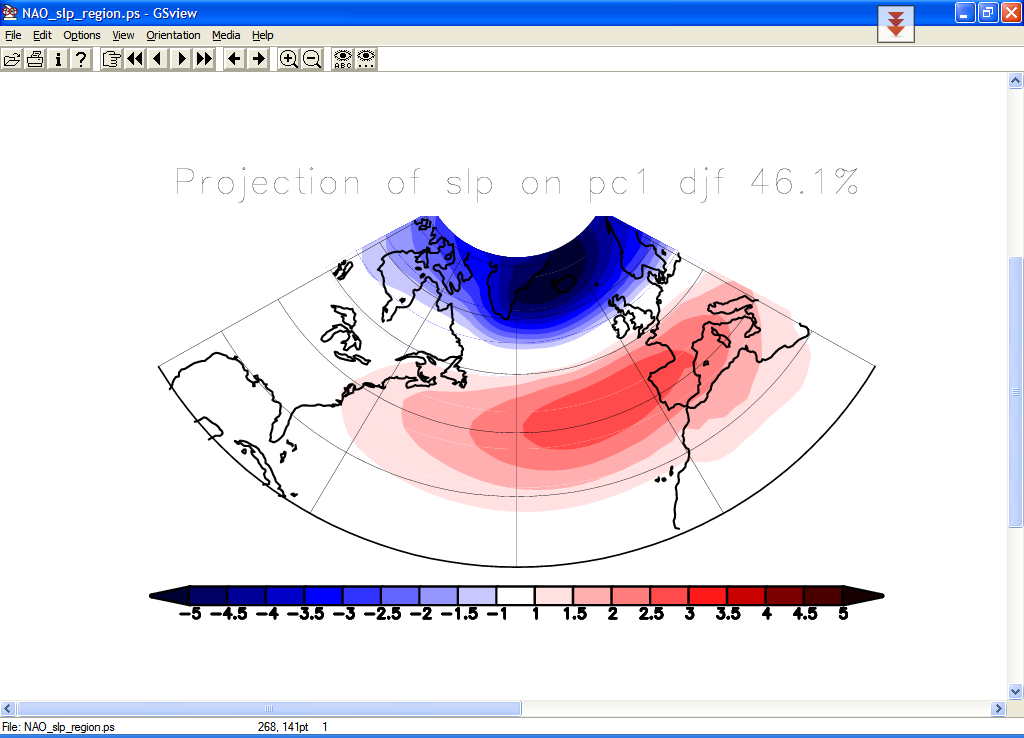 NAO_slp_region.ps - GSview
File Edit Options View Orientation Media Help
ABC
Projection of slp on pc1 djf 46.1%
-5 -4.5 -4 -3.5 -3 -2.5 -2 -1.5 -1 1 1.5 2 2.5 3 3.5 4 4.5 5
File: NAO_slp_region.ps 268, 141pt 1